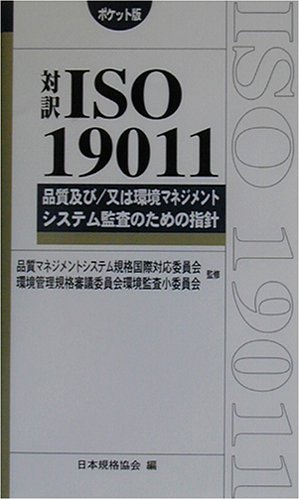 ポケット版
対訳 ISO
19011
品質及び/又は環境マネジメント
システム監査のための指針
品質マネジメントシステム規格国際対応委員会
環境管理規格審議委員会環境監査小委員会
監修
日本規格協会 編
ISO 19011